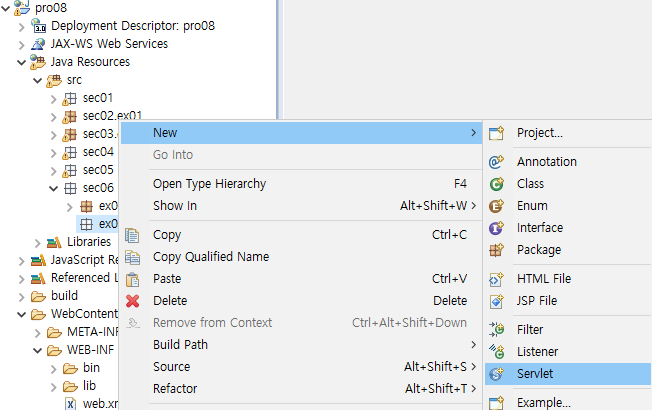 pro08
Deployment Descriptor: pro08
JAX-WS Web Services
Java Resources
src
sec01
sec02.ex01
sec03.
sec04
sec05
sec06
ex0
ex0
Libraries
JavaScript Re
Referenced L
build
WebContent
META-INF
WEB-INF
bin
lib
web.xm
New
Go Into
Open Type Hierarchy F4
Show In Alt+Shift+W
Copy Ctrl+C
Copy Qualified Name
Paste Ctrl+V
Delete Delete
Remove from Context Ctrl+Alt+Shift+Down
Build Path
Source Alt+Shift+S
Refactor Alt+Shift+T
Project...
Annotation
Class
Enum
Interface
Package
HTML File
JSP File
Filter
Listener
Servlet
Example...